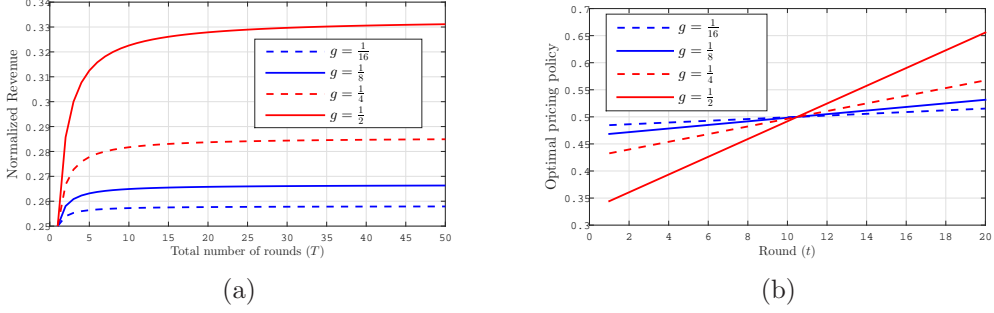 0.34
0.33
0.32
0.31
0.3
0.29
0.28
0.27
0.26
0.25
Normalized Revenue
g = 1/16
g = 1/8
g = 1/4
g = 1/2
0 5 10 15 20 25 30 35 40 45 50
Total number of rounds (T)
(a)
0.7
0.65
0.6
0.55
0.5
0.45
0.4
0.35
0.3
Optimal pricing policy
g = 1/16
g = 1/8
g = 1/4
g = 1/2
0 2 4 6 8 10 12 14 16 18 20
Round (t)
(b)